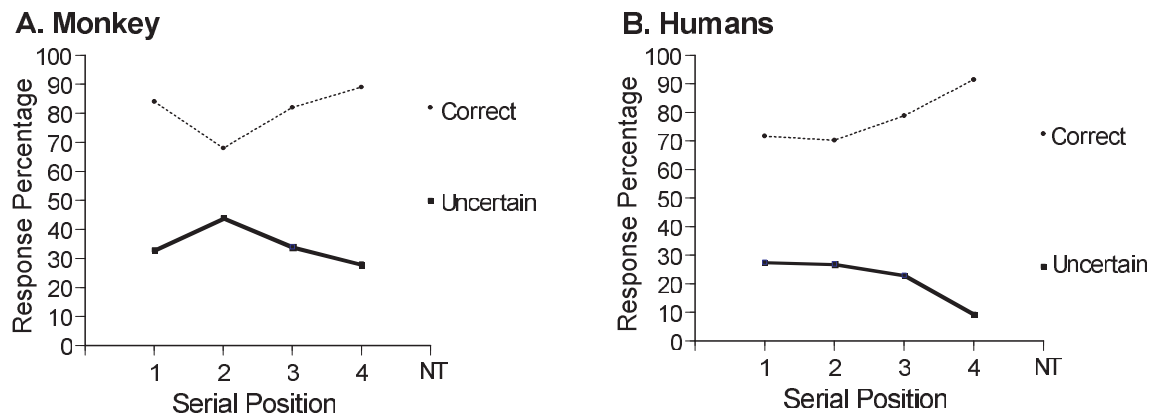 A. Monkey
100
90
80
70
60
50
40
30
20
10
0
Response Percentage
Correct
Uncertain
1 2 3 4 NT
Serial Position
B. Humans
100
90
80
70
60
50
40
30
20
10
0
Response Percentage
Correct
Uncertain
1 2 3 4 NT
Serial Position